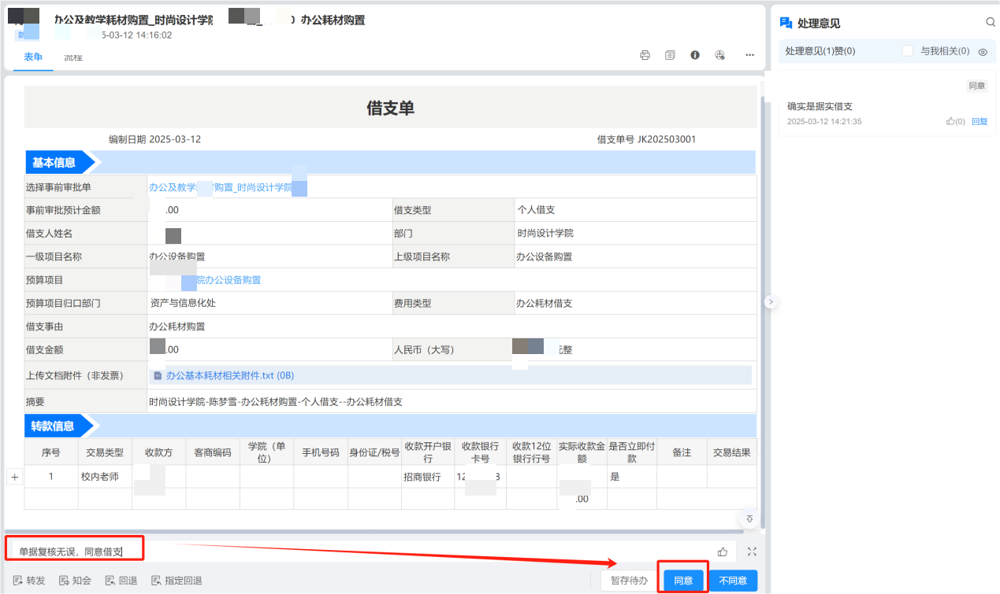 办公及教学耗材购置_时尚设计学院 办公耗材购置
5-03-12 14:16:02
表单 流程
借支单
编制日期 2025-03-12 借支单号 JK202503001
基本信息
选择事前审批单 办公及教学 购置_时尚设计学院
事前审批预计金额 .00 借支类型 个人借支
借支人姓名 部门 时尚设计学院
一级项目名称 办公设备购置 上级项目名称 办公设备购置
预算项目 院办公设备购置
预算项目归口部门 资产与信息化处 费用类型 办公耗材借支
借支事由 办公耗材购置
借支金额 .00 人民币（大写） 元整
上传文档附件（非发票） 办公基本耗材相关附件.txt (0B)
摘要 时尚设计学院-陈梦雪-办公耗材购置-个人借支--办公耗材借支
转款信息
序号 交易类型 收款方 客商编码 学院（单位） 手机号码 身份证/税号 收款开户银行 收款银行卡号 收款12位银行行号 实际收款金额 是否立即付款 备注 交易结果
1 校内老师 招商银行 12 8 是
.00
单据复核无误，同意借支
转发 知会 回退 指定回退 暂存待办 同意 不同意
处理意见
处理意见(1) 赞(0) 与我相关(0)
同意
确实是据实借支
2025-03-12 14:21:35 (0) 回复